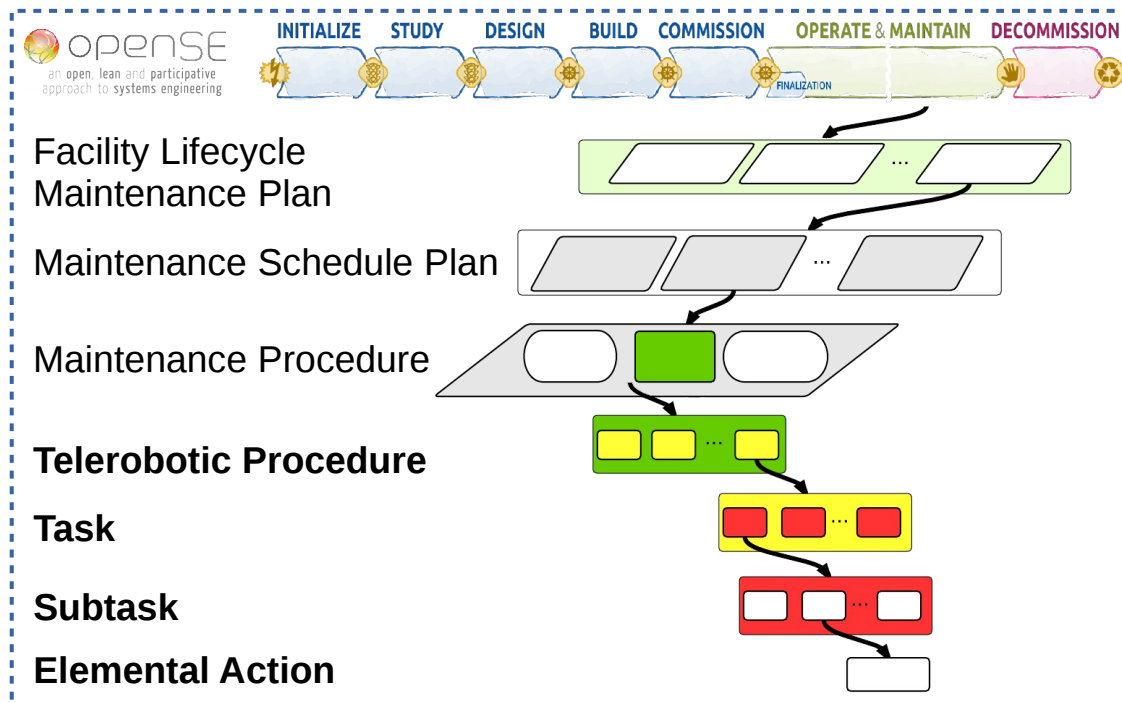 openSE
an open, lean and participative
approach to systems engineering
INITIALIZE STUDY DESIGN BUILD COMMISSION OPERATE & MAINTAIN DECOMMISSION
FINALIZATION
Facility Lifecycle
Maintenance Plan
...
Maintenance Schedule Plan
...
Maintenance Procedure
Telerobotic Procedure
...
Task
...
Subtask
...
Elemental Action